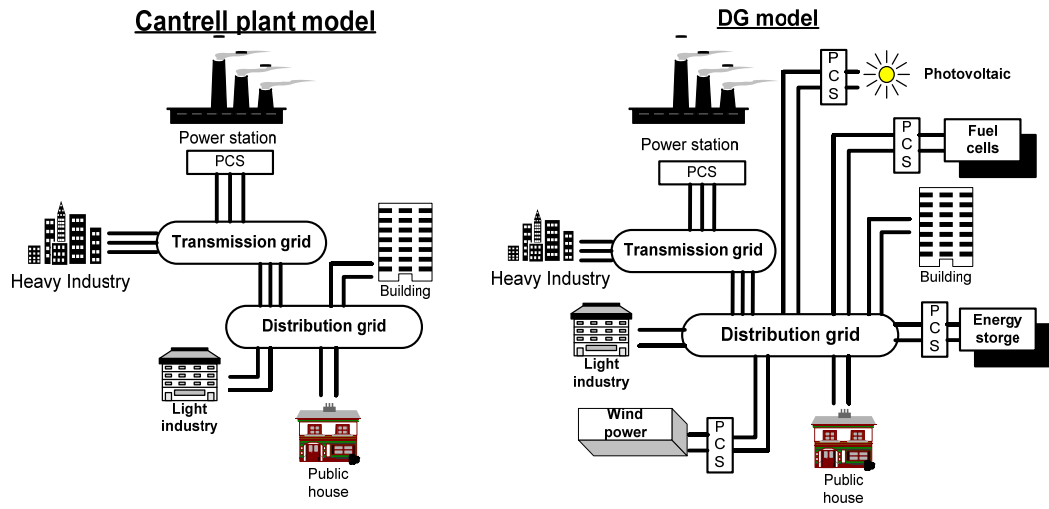 Cantrell plant model
Power station
PCS
Transmission grid
Heavy Industry
Building
Distribution grid
Light
industry
Public
house
DG model
P
C
S
Photovoltaic
Power station
P
C
S
Fuel
cells
PCS
Transmission grid
Heavy Industry
Building
P
C
S
Energy
storge
Distribution grid
Light
industry
Wind
power
P
C
S
Public
house